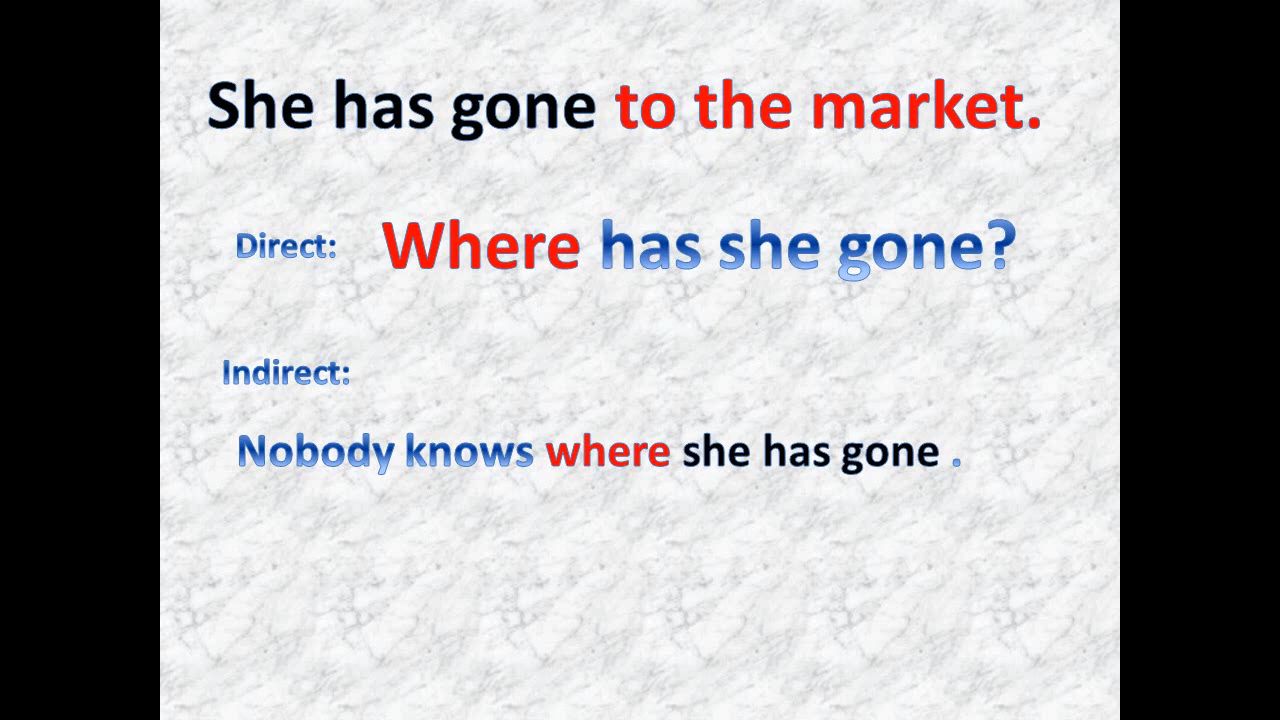 She has gone to the market.
Direct: Where has she gone?
Indirect:
Nobody knows where she has gone .